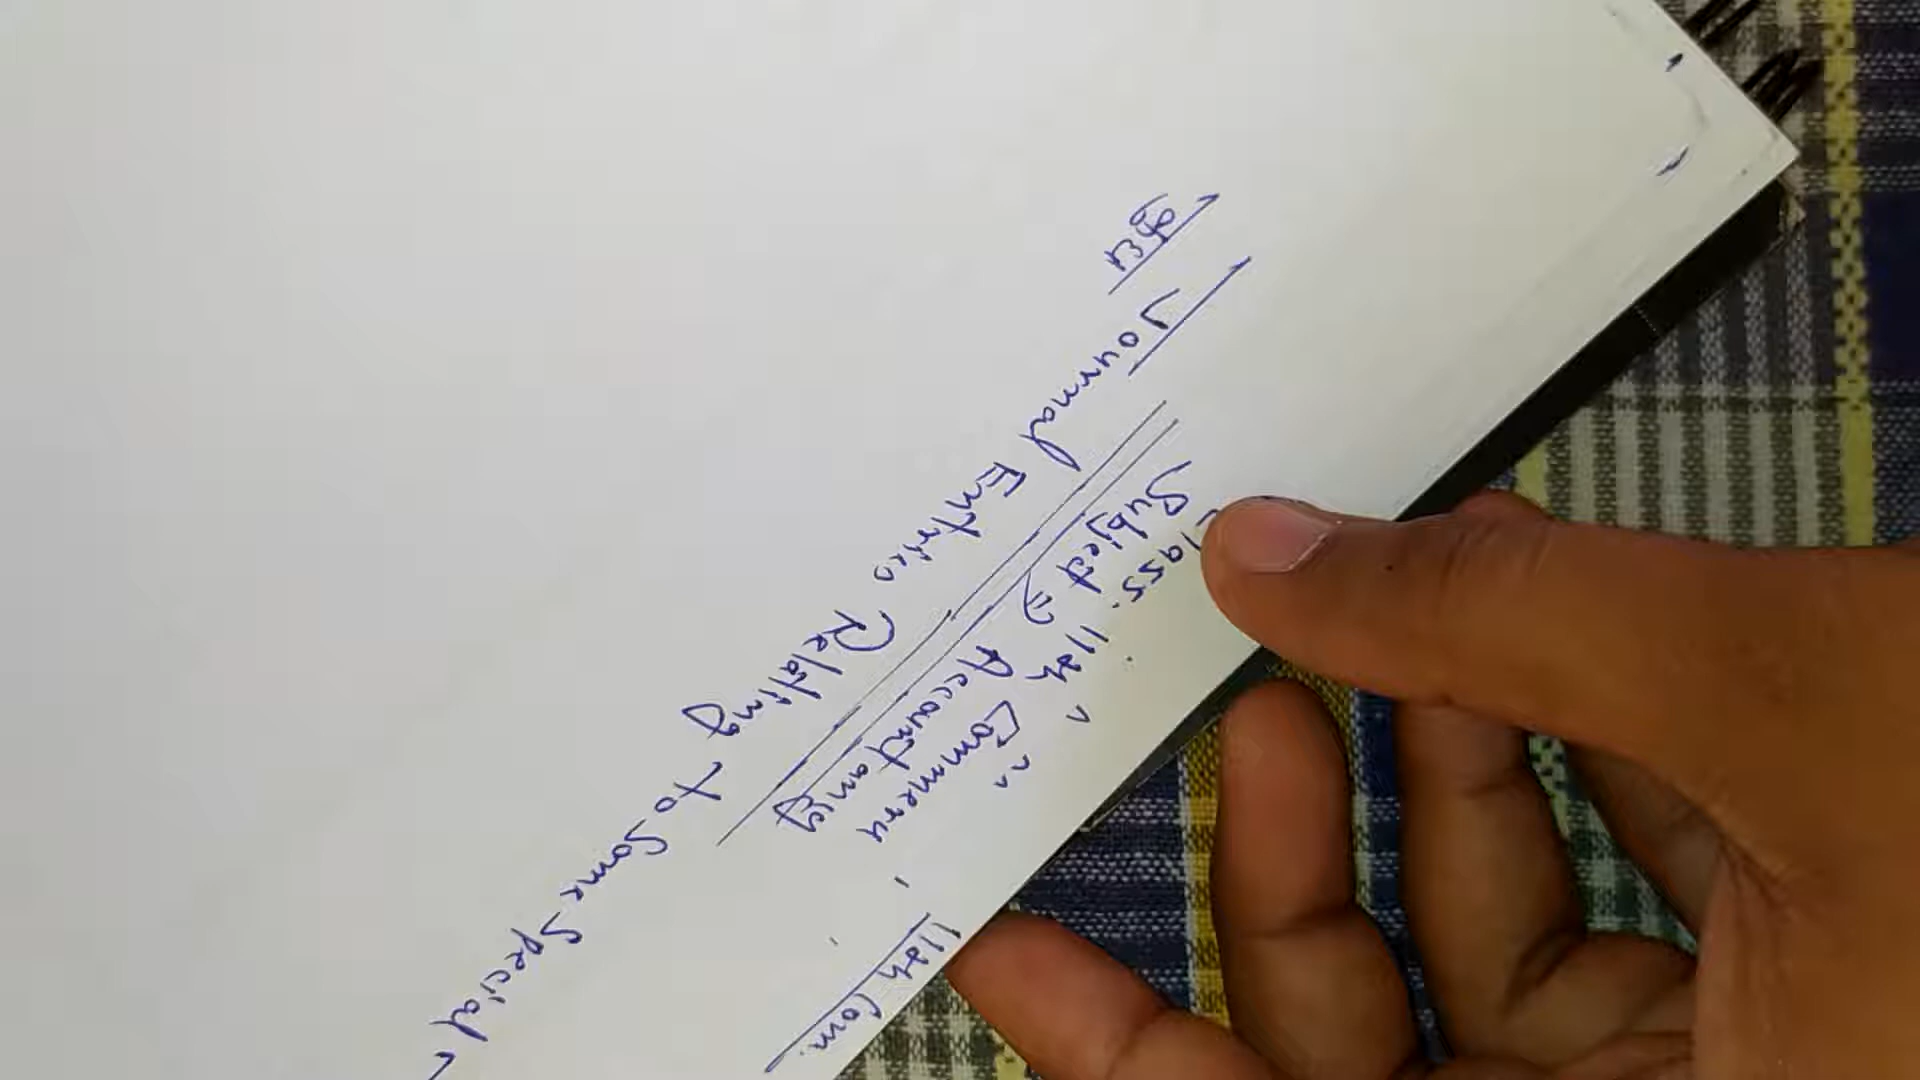 11th Com.
Class: 11th Commerce
Subject ⇒ Accountancy
Journal Entries Relating to Some Special